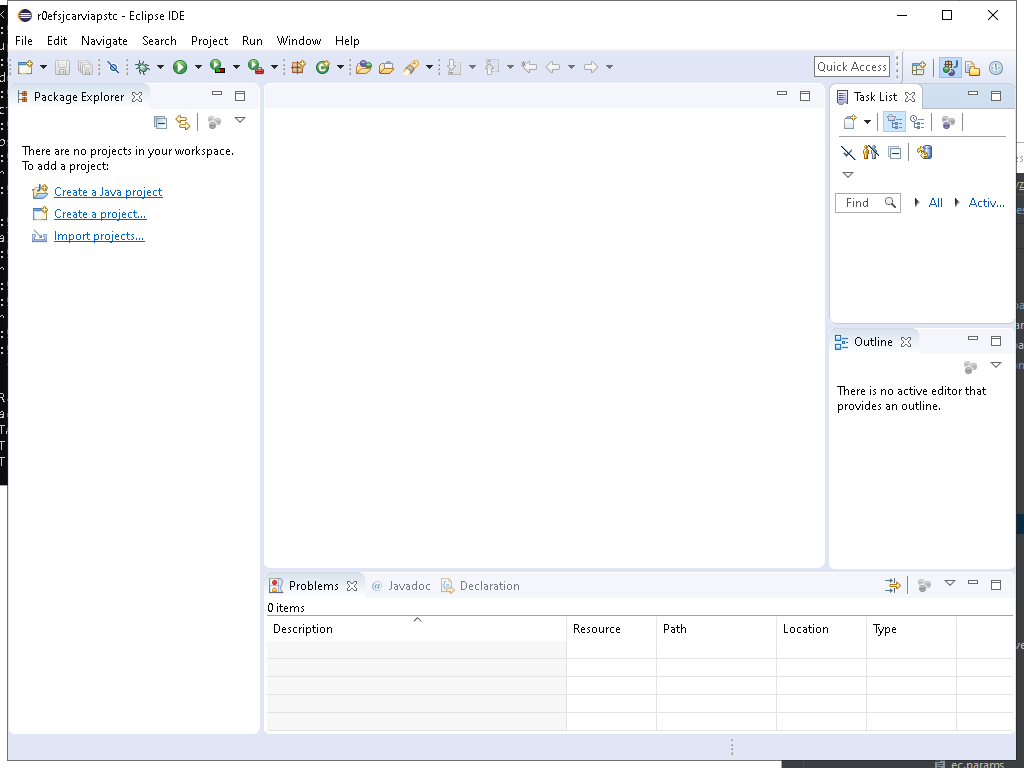 r0efsjcarviapstc - Eclipse IDE
File Edit Navigate Search Project Run Window Help
Quick Access
Package Explorer
Task List
There are no projects in your workspace.
To add a project:
Create a Java project
Create a project...
Import projects...
Find All Activ...
Outline
There is no active editor that
provides an outline.
Problems @ Javadoc Declaration
0 items
Description Resource Path Location Type
ec.params